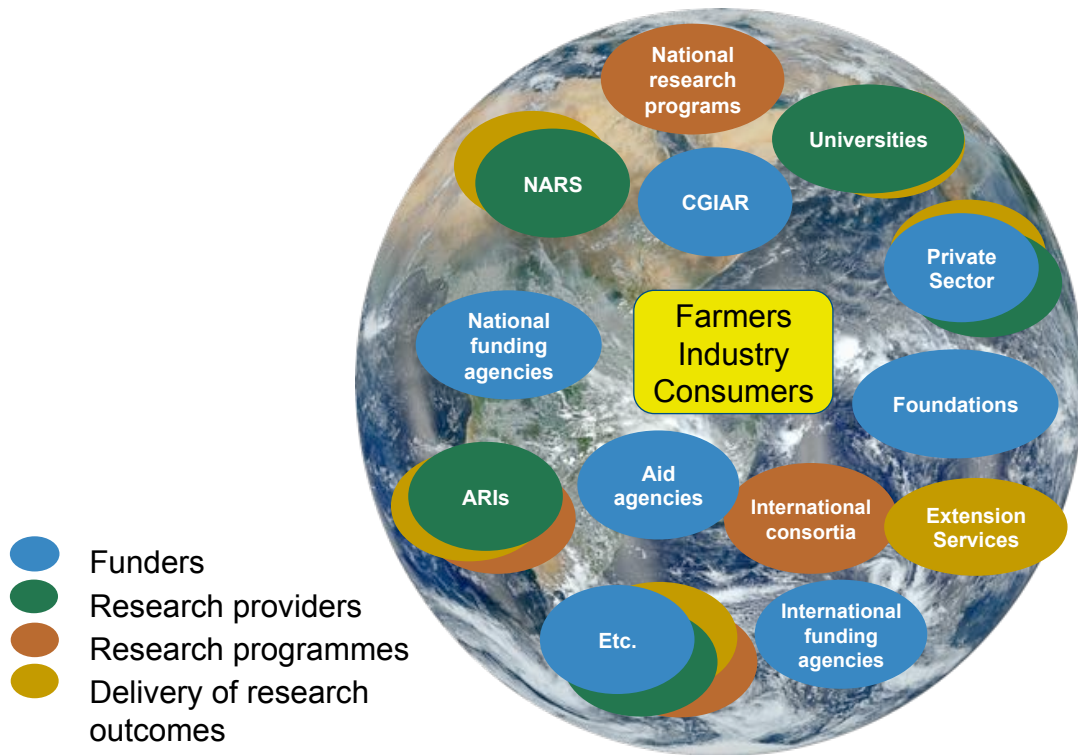 National
research
programs
Universities
NARS
CGIAR
Private
Sector
National
funding
agencies
Farmers
Industry
Consumers
Foundations
ARIs
Aid
agencies
International
consortia
Extension
Services
Etc.
International
funding
agencies
Funders
Research providers
Research programmes
Delivery of research
outcomes